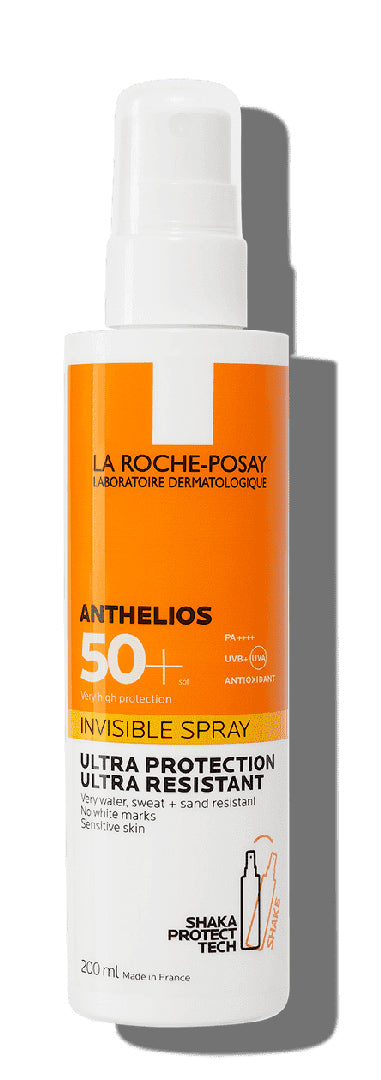 LA ROCHE-POSAY
LABORATOIRE DERMATOLOGIQUE
ANTHELIOS
50+
PA++++
UVB+ UVA
ANTIOXIDANT
Very high protection
INVISIBLE SPRAY
ULTRA PROTECTION
ULTRA RESISTANT
Very water, sweat + sand resistant
No white marks
Sensitive skin
SHAKA
PROTECT
TECH
SHAKE
200 ml Made in France